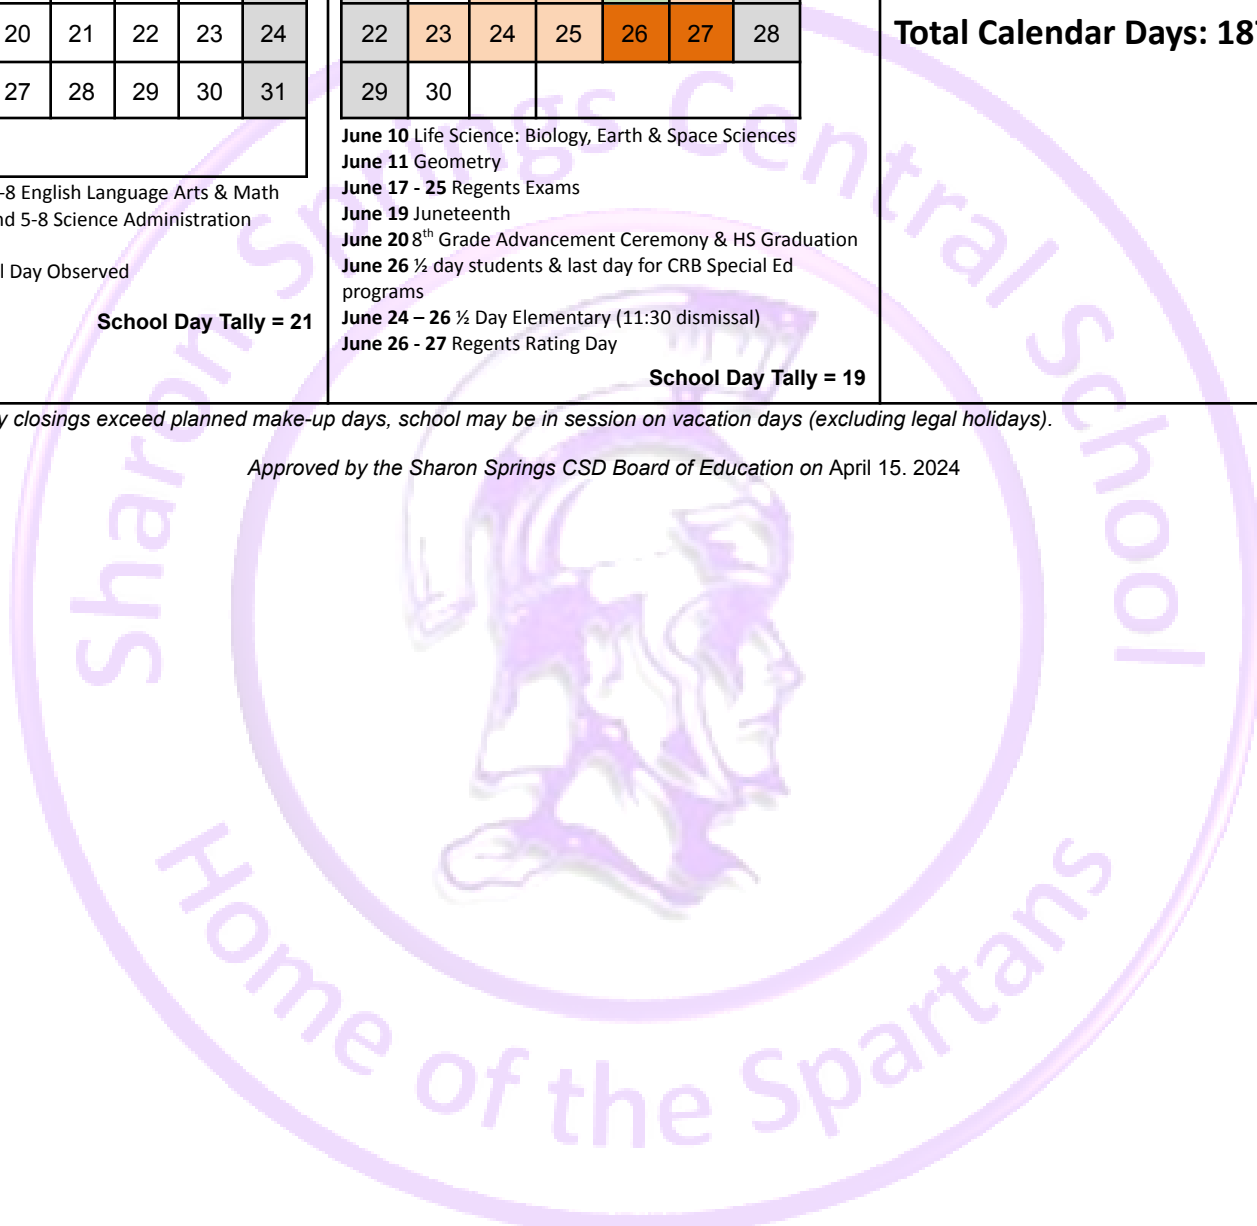 20 21 22 23 24
27 28 29 30 31
-8 English Language Arts & Math
nd 5-8 Science Administration
l Day Observed
School Day Tally = 21
22 23 24 25 26 27 28
29 30
June 10 Life Science: Biology, Earth & Space Sciences
June 11 Geometry
June 17 - 25 Regents Exams
June 19 Juneteenth
June 20 8th Grade Advancement Ceremony & HS Graduation
June 26 ½ day students & last day for CRB Special Ed
programs
June 24 – 26 ½ Day Elementary (11:30 dismissal)
June 26 - 27 Regents Rating Day
School Day Tally = 19
Total Calendar Days: 187
y closings exceed planned make-up days, school may be in session on vacation days (excluding legal holidays).
Approved by the Sharon Springs CSD Board of Education on April 15. 2024
Sharon Springs Central School
Home of the Spartans